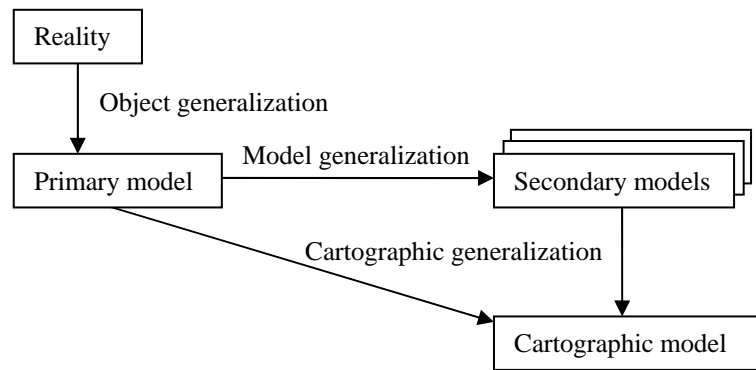 Reality
Object generalization
Model generalization
Primary model
Secondary models
Cartographic generalization
Cartographic model